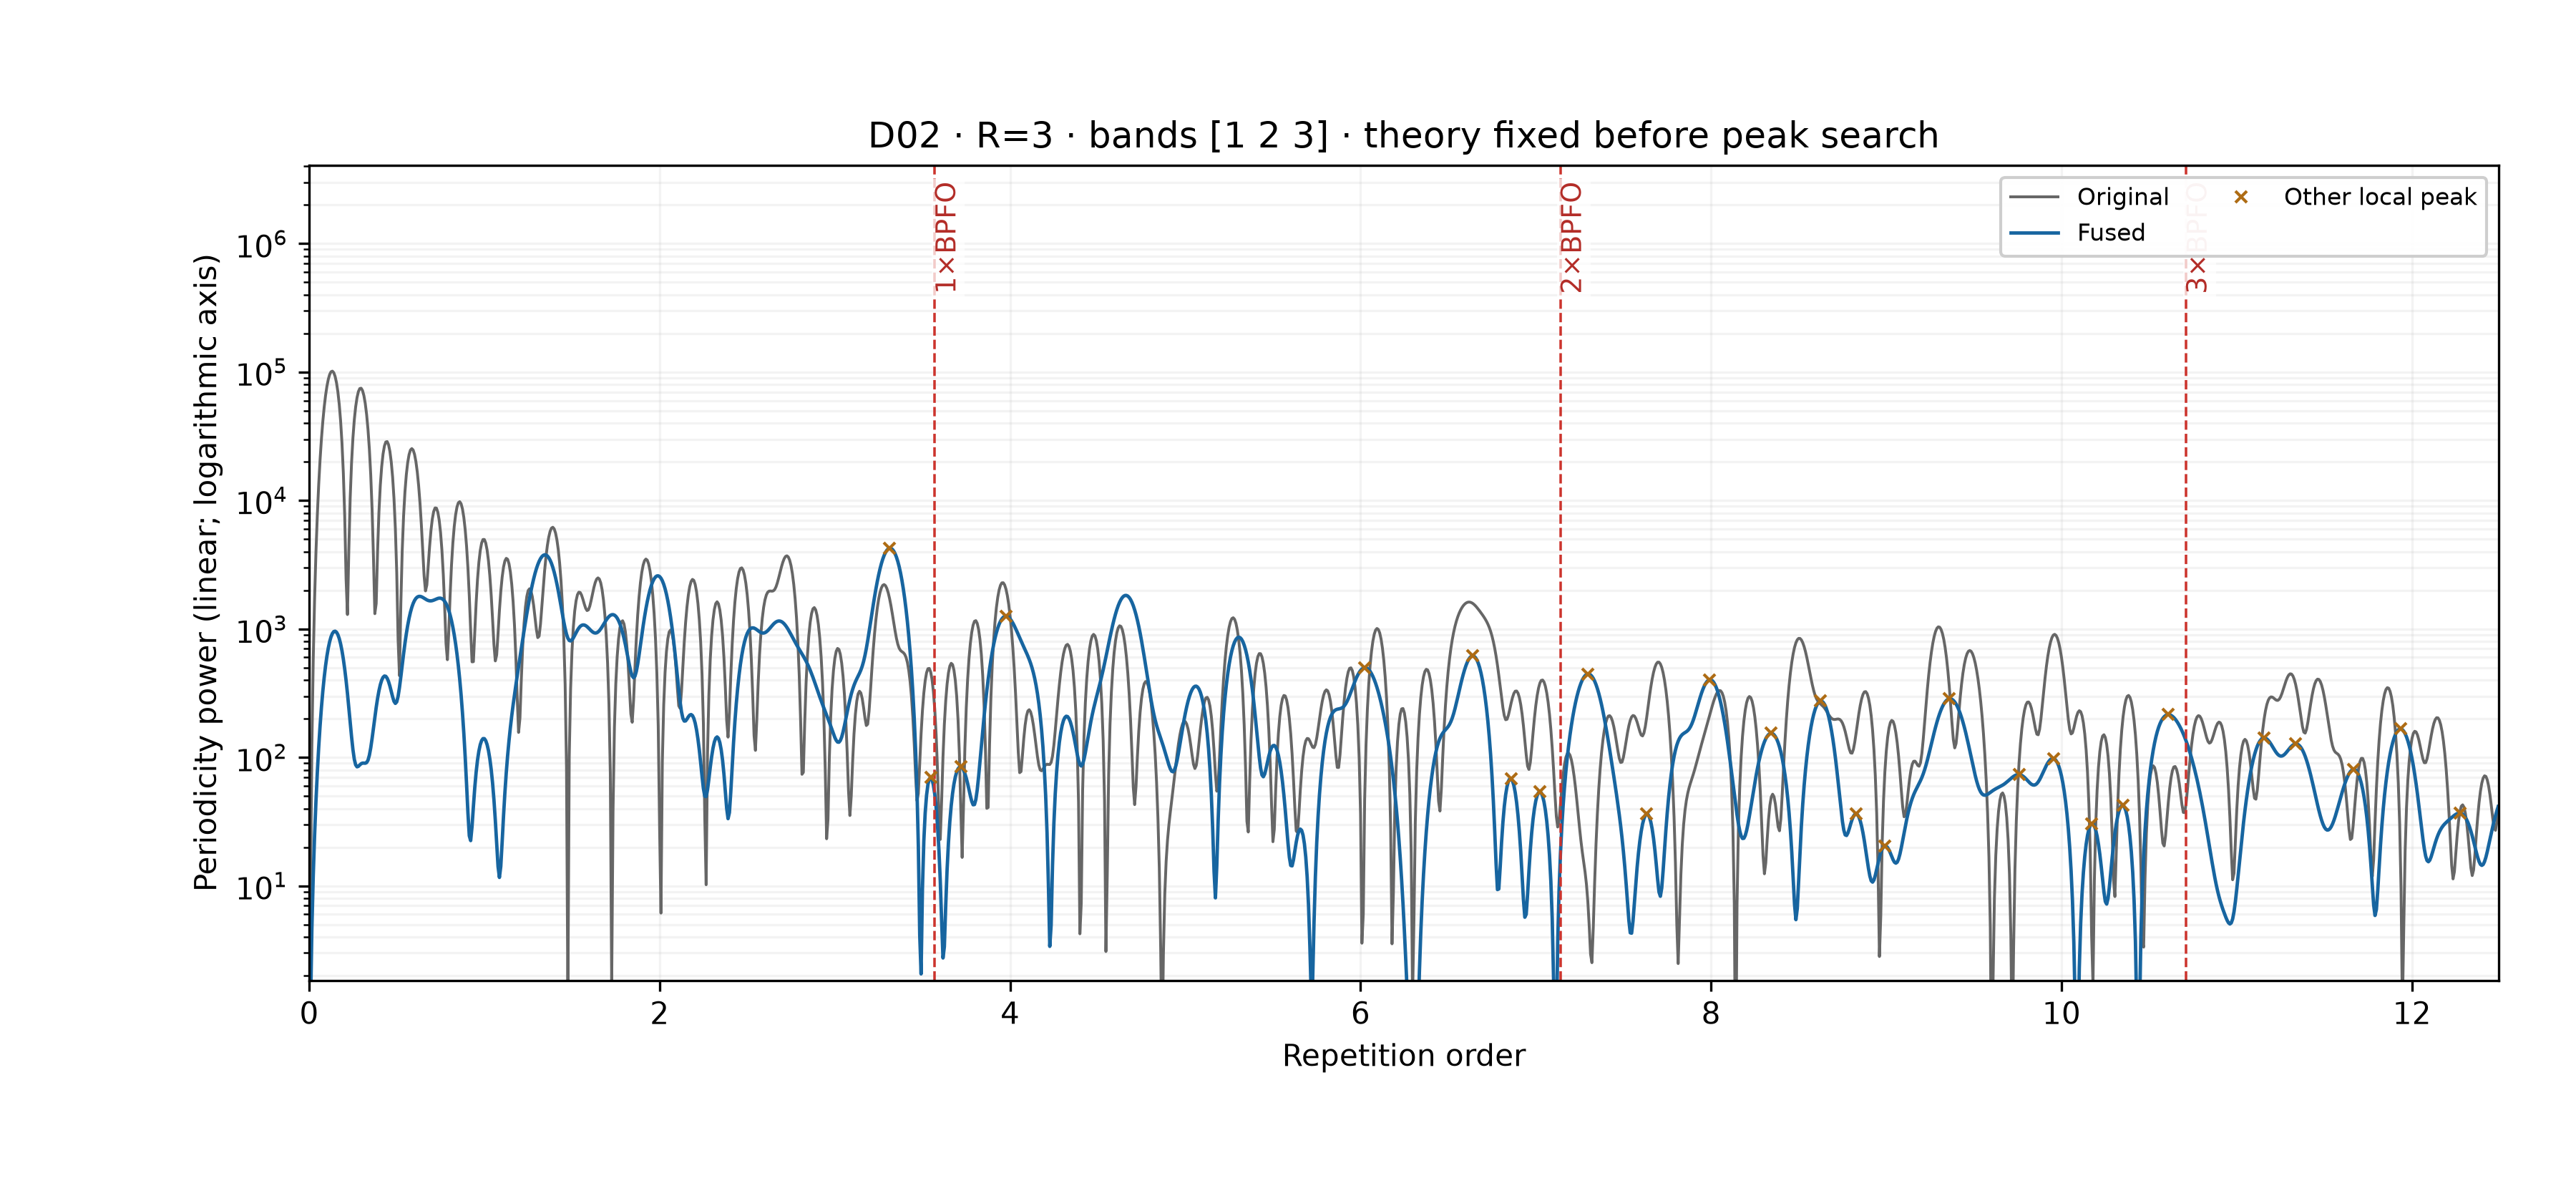 D02 · R=3 · bands [1 2 3] · theory fixed before peak search
Periodicity power (linear; logarithmic axis)
10⁶
10⁵
10⁴
10³
10²
10¹
1×BPFO
2×BPFO
3×BPFO
Original
Fused
Other local peak
0
2
4
6
8
10
12
Repetition order